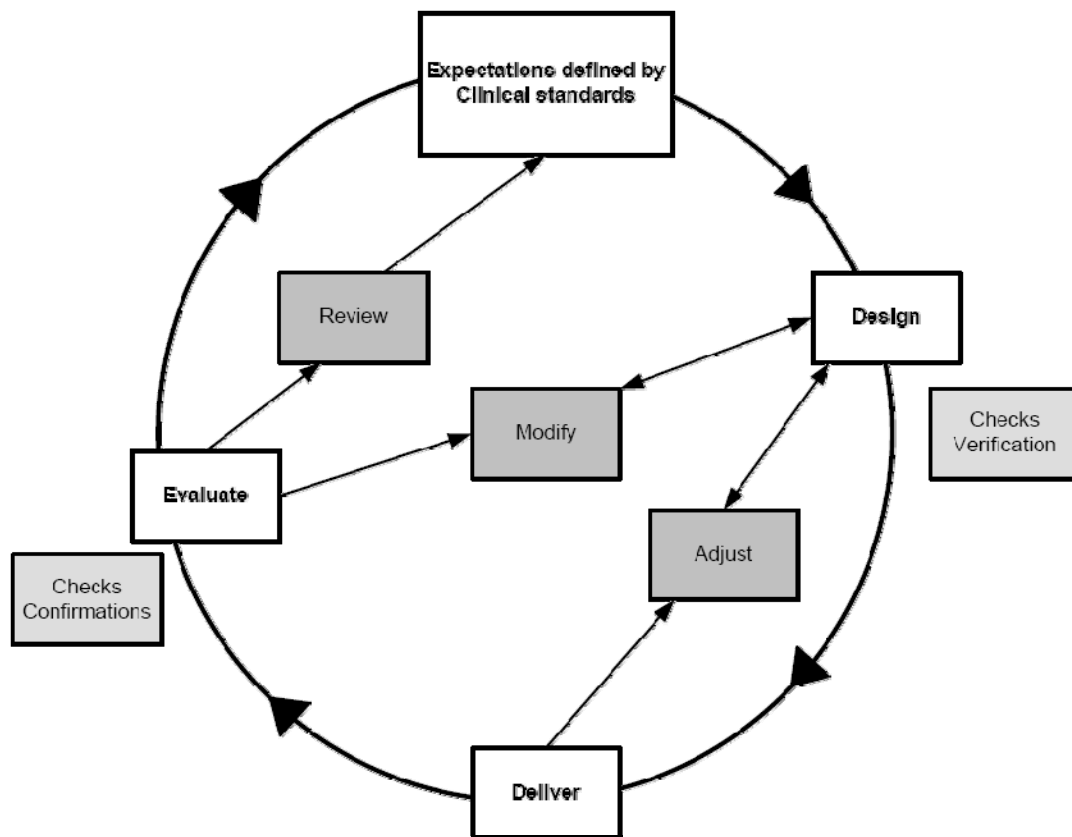 Expectations defined by
Clinical standards
Review
Design
Modify
Checks
Verification
Evaluate
Adjust
Checks
Confirmations
Deliver